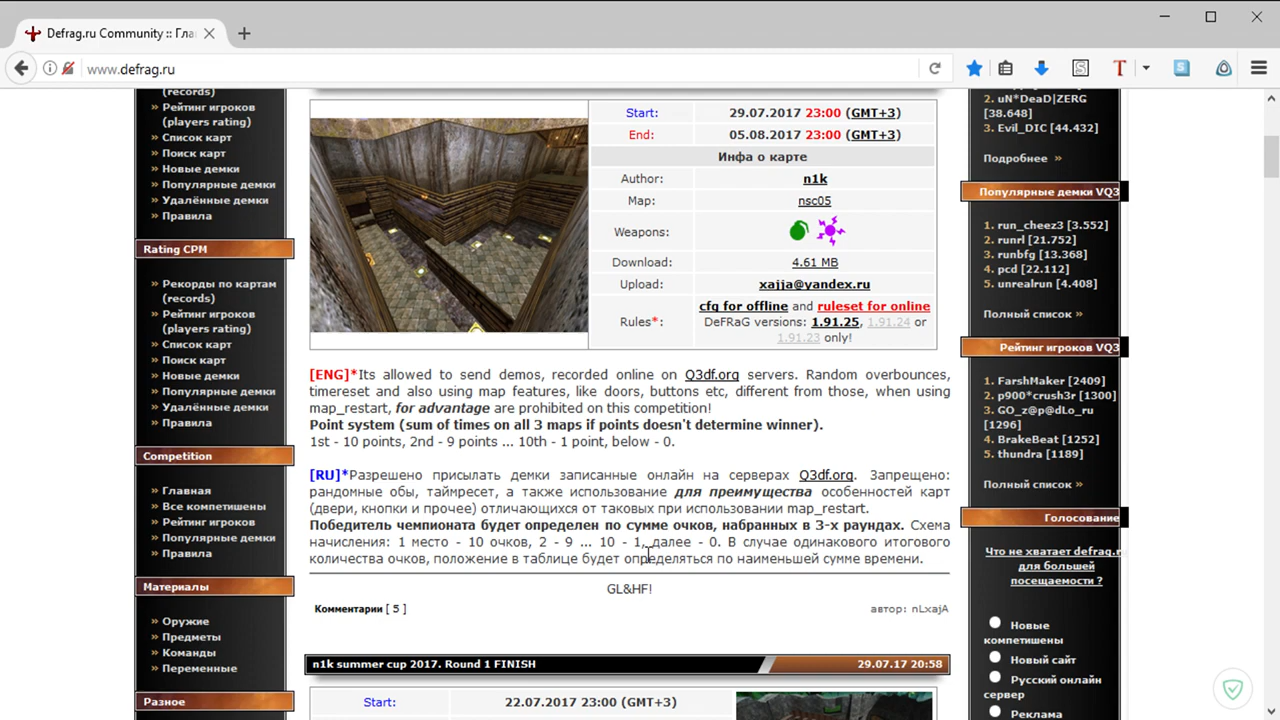 Defrag.ru Community :: Гла
www.defrag.ru
(records)
» Рейтинг игроков
(players rating)
» Список карт
» Поиск карт
» Новые демки
» Популярные демки
» Удалённые демки
» Правила
Rating CPM
» Рекорды по картам
(records)
» Рейтинг игроков
(players rating)
» Список карт
» Поиск карт
» Новые демки
» Популярные демки
» Удалённые демки
» Правила
Competition
» Главная
» Все компетишены
» Рейтинг игроков
» Популярные демки
» Правила
Материалы
» Оружие
» Предметы
» Команды
» Переменные
Разное
Start: 29.07.2017 23:00 (GMT+3)
End: 05.08.2017 23:00 (GMT+3)
Инфа о карте
Author: n1k
Map: nsc05
Weapons:
Download: 4.61 MB
Upload: xajja@yandex.ru
cfg for offline and ruleset for online
Rules*: DeFRaG versions: 1.91.25, 1.91.24 or
1.91.23 only!
[ENG]*Its allowed to send demos, recorded online on Q3df.org servers. Random overbounces,
timereset and also using map features, like doors, buttons etc, different from those, when using
map_restart, for advantage are prohibited on this competition!
Point system (sum of times on all 3 maps if points doesn't determine winner).
1st - 10 points, 2nd - 9 points ... 10th - 1 point, below - 0.
[RU]*Разрешено присылать демки записанные онлайн на серверах Q3df.org. Запрещено:
рандомные обы, таймресет, а также использование для преимущества особенностей карт
(двери, кнопки и прочее) отличающихся от таковых при использовании map_restart.
Победитель чемпионата будет определен по сумме очков, набранных в 3-х раундах. Схема
начисления: 1 место - 10 очков, 2 - 9 ... 10 - 1, далее - 0. В случае одинакового итогового
количества очков, положение в таблице будет определяться по наименьшей сумме времени.
GL&HF!
Комментарии [ 5 ] автор: nLxajA
n1k summer cup 2017. Round 1 FINISH 29.07.17 20:58
Start: 22.07.2017 23:00 (GMT+3)
2. uN*DeaD|ZERG
[38.648]
3. Evil_DIC [44.432]
Подробнее »
Популярные демки VQ3
1. run_cheez3 [3.552]
2. runrl [21.752]
3. runbfg [13.368]
4. pcd [22.112]
5. unrealrun [4.408]
Полный список »
Рейтинг игроков VQ3
1. FarshMaker [2409]
2. p900*crush3r [1300]
3. GO_z@p@dLo_ru
[1296]
4. BrakeBeat [1252]
5. thundra [1189]
Полный список »
Голосование
Что не хватает defrag.r
для большей
посещаемости ?
Новые
компетишены
Новый сайт
Русский онлайн
сервер
Реклама